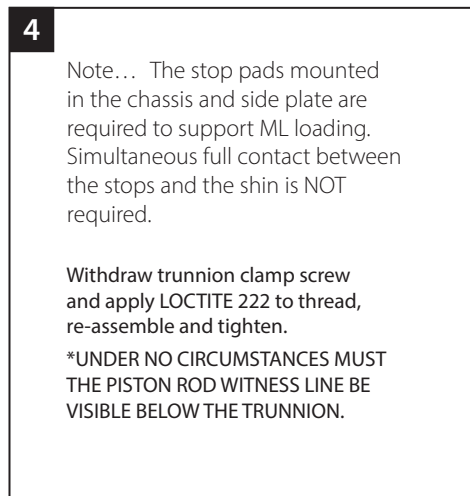 4
Note… The stop pads mounted
in the chassis and side plate are
required to support ML loading.
Simultaneous full contact between
the stops and the shin is NOT
required.
Withdraw trunnion clamp screw
and apply LOCTITE 222 to thread,
re-assemble and tighten.
*UNDER NO CIRCUMSTANCES MUST
THE PISTON ROD WITNESS LINE BE
VISIBLE BELOW THE TRUNNION.